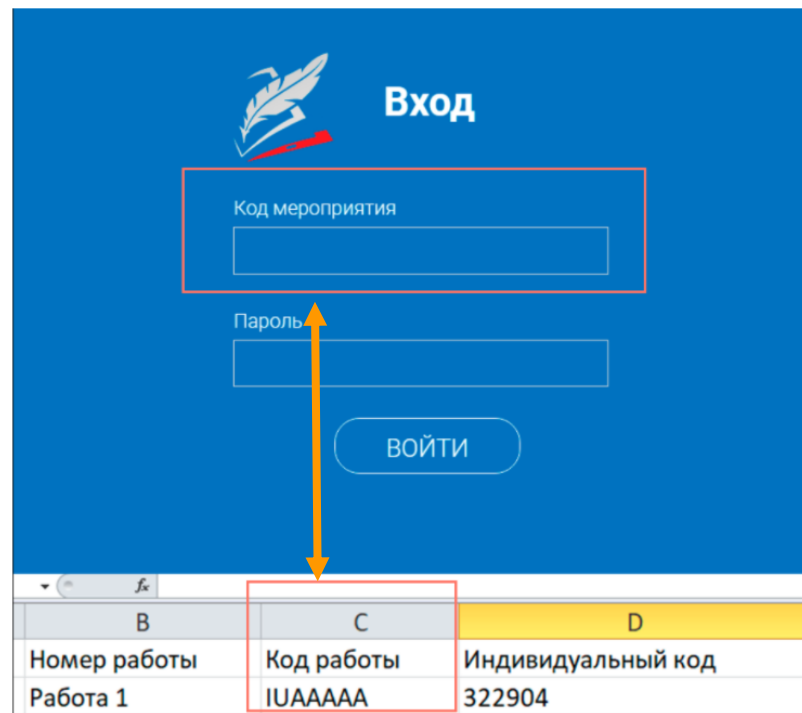 Вход
Код мероприятия
Пароль
ВОЙТИ
fx
B C D
Номер работы Код работы Индивидуальный код
Работа 1 IUAAAAA 322904